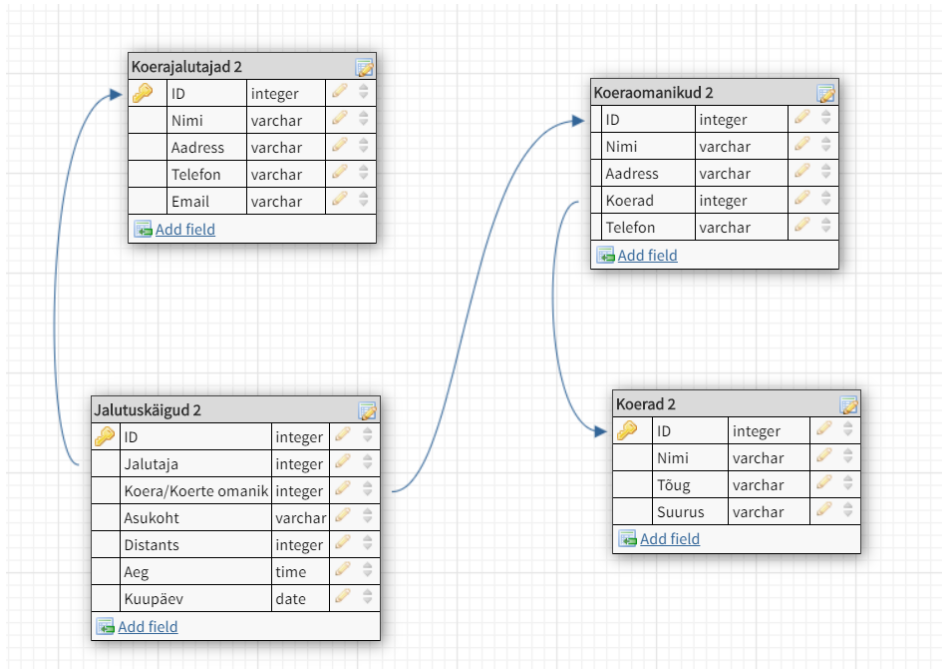 Koerajalutajad 2
ID integer
Nimi varchar
Aadress varchar
Telefon varchar
Email varchar
Add field
Koeraomanikud 2
ID integer
Nimi varchar
Aadress varchar
Koerad integer
Telefon varchar
Add field
Jalutuskäigud 2
ID integer
Jalutaja integer
Koera/Koerte omanik integer
Asukoht varchar
Distants integer
Aeg time
Kuupäev date
Add field
Koerad 2
ID integer
Nimi varchar
Tõug varchar
Suurus varchar
Add field